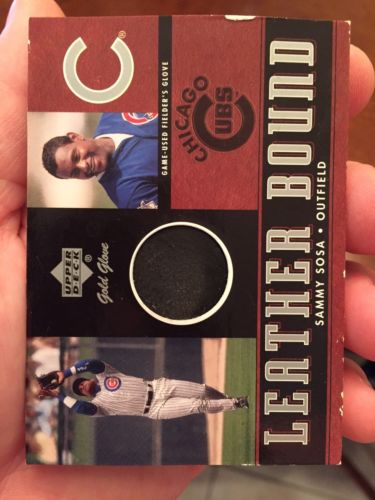 C
GAME-USED FIELDER'S GLOVE
CHICAGO
CUBS
LEATHER BOUND
SAMMY SOSA • OUTFIELD
UPPER
DECK
Gold Glove